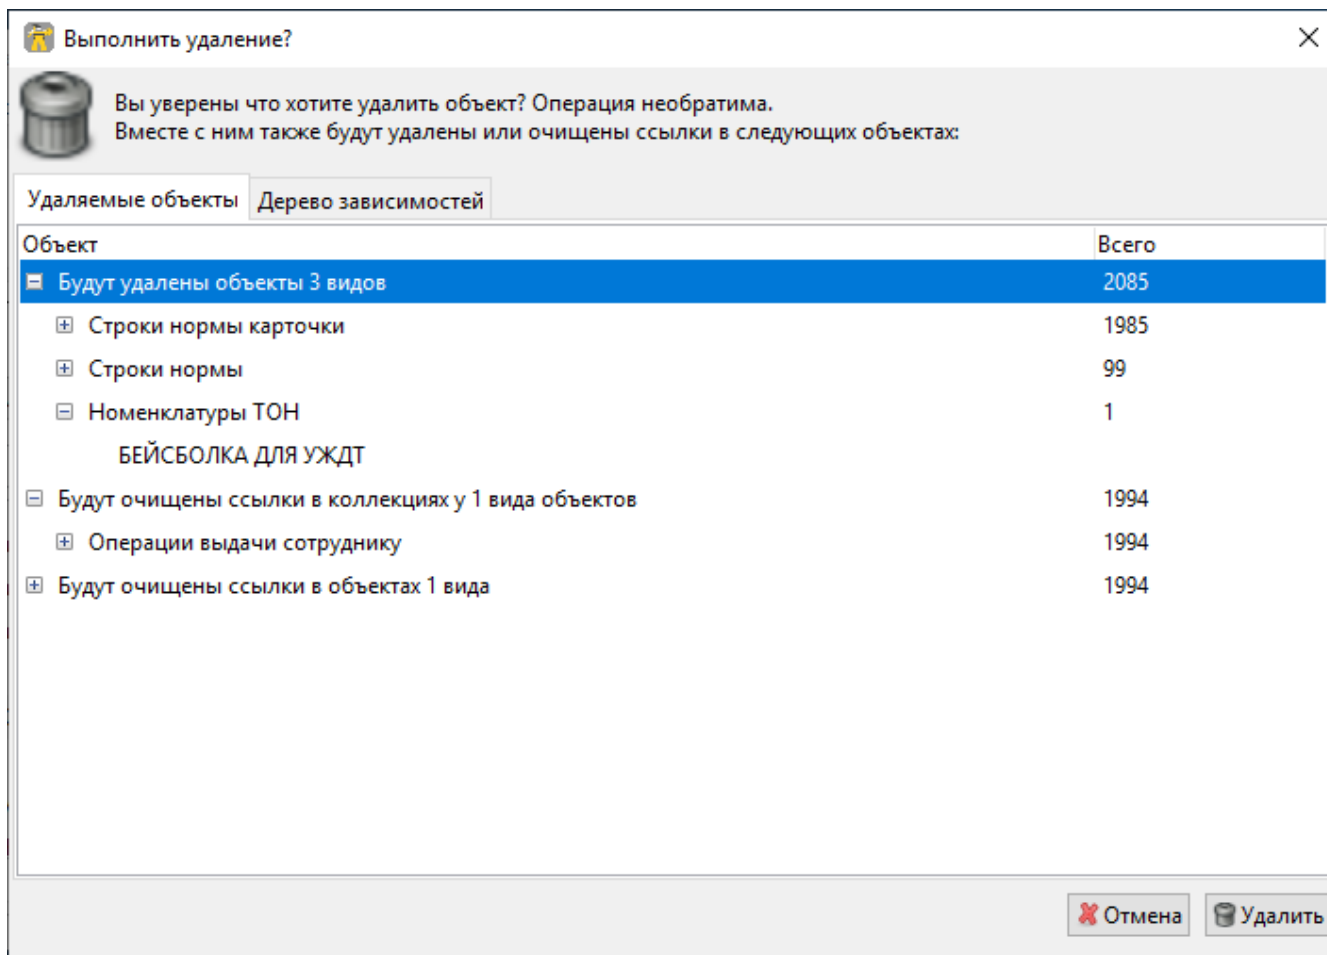 Выполнить удаление?
Вы уверены что хотите удалить объект? Операция необратима.
Вместе с ним также будут удалены или очищены ссылки в следующих объектах:
Удаляемые объекты Дерево зависимостей
Объект Всего
Будут удалены объекты 3 видов 2085
Строки нормы карточки 1985
Строки нормы 99
Номенклатуры ТОН 1
БЕЙСБОЛКА ДЛЯ УЖДТ
Будут очищены ссылки в коллекциях у 1 вида объектов 1994
Операции выдачи сотруднику 1994
Будут очищены ссылки в объектах 1 вида 1994
Отмена Удалить